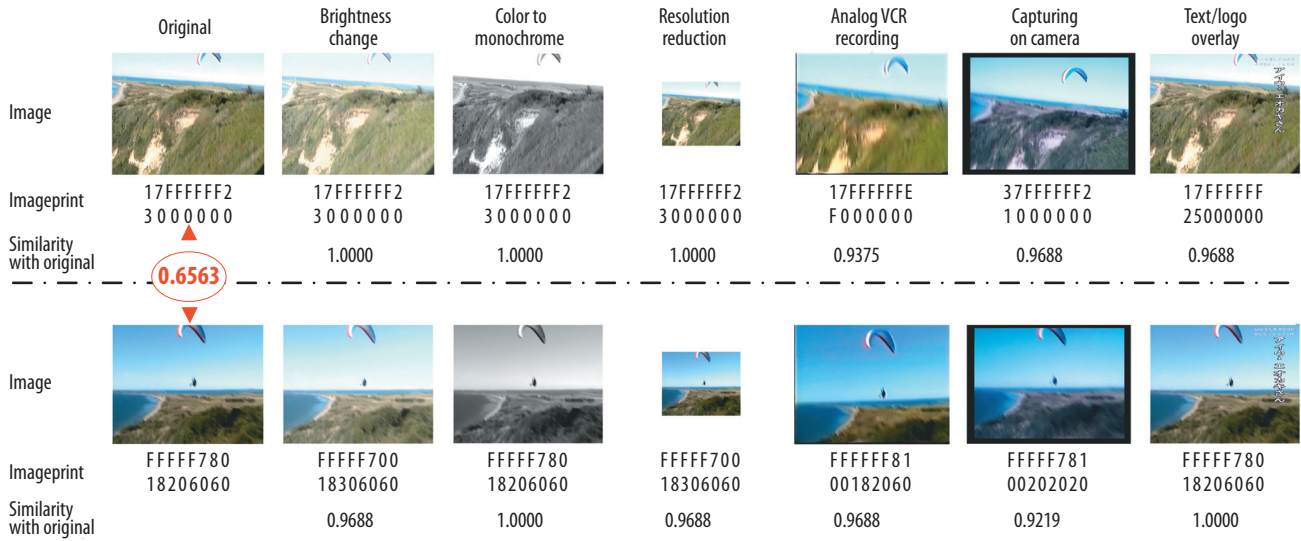 Original
Brightness
change
Color to
monochrome
Resolution
reduction
Analog VCR
recording
Capturing
on camera
Text/logo
overlay
Image
Imageprint
17FFFFFF2
3000000
17FFFFFF2
3000000
17FFFFFF2
3000000
17FFFFFF2
3000000
17FFFFFFE
F000000
37FFFFFF2
1000000
17FFFFFF
25000000
Similarity
with original
1.0000
1.0000
1.0000
0.9375
0.9688
0.9688
0.6563
Image
Imageprint
FFFFF780
18206060
FFFFF700
18306060
FFFFF780
18206060
FFFFF700
18306060
FFFFFF81
00182060
FFFFF781
00202020
FFFFF780
18206060
Similarity
with original
0.9688
1.0000
0.9688
0.9688
0.9219
1.0000